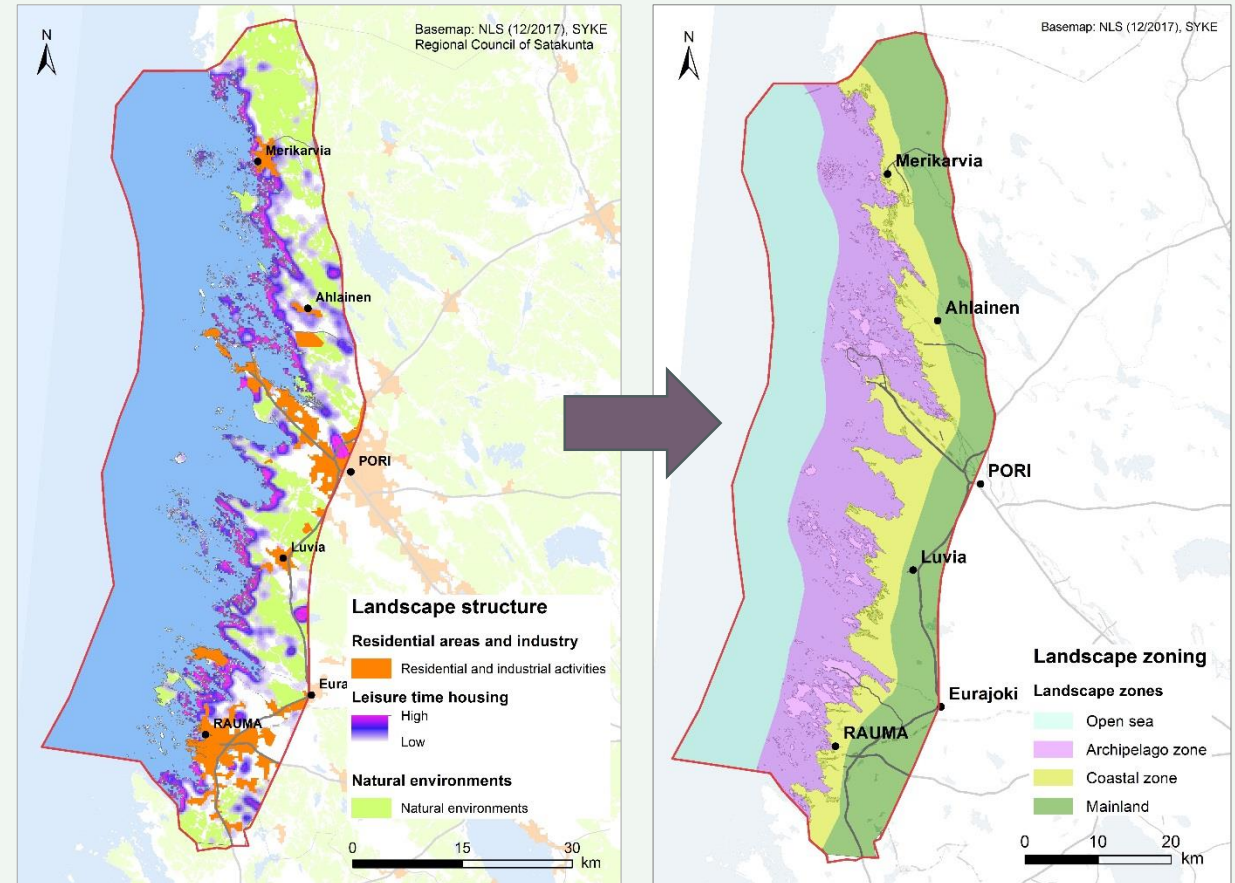 N
Basemap: NLS (12/2017), SYKE
Regional Council of Satakunta
Merikarvia
Ahlainen
PORI
Luvia
Eura
RAUMA
Landscape structure
Residential areas and industry
Residential and industrial activities
Leisure time housing
High
Low
Natural environments
Natural environments
0
15
30
km
N
Basemap: NLS (12/2017), SYKE
Merikarvia
Ahlainen
PORI
Luvia
Eurajoki
RAUMA
Landscape zoning
Landscape zones
Open sea
Archipelago zone
Coastal zone
Mainland
0
10
20
km